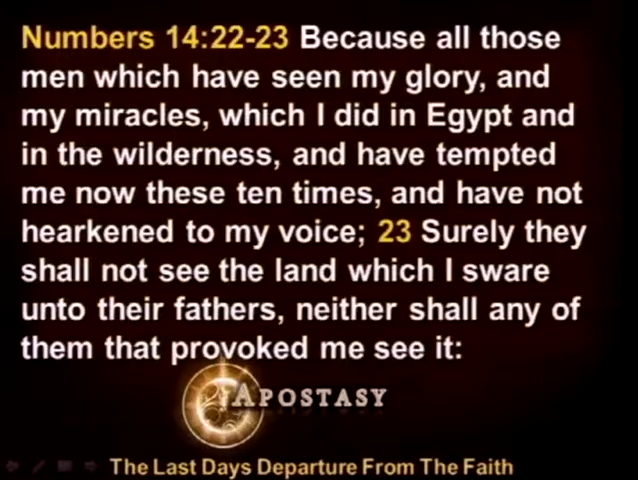 Numbers 14:22-23 Because all those
men which have seen my glory, and
my miracles, which I did in Egypt and
in the wilderness, and have tempted
me now these ten times, and have not
hearkened to my voice; 23 Surely they
shall not see the land which I sware
unto their fathers, neither shall any of
them that provoked me see it:
APOSTASY
The Last Days Departure From The Faith